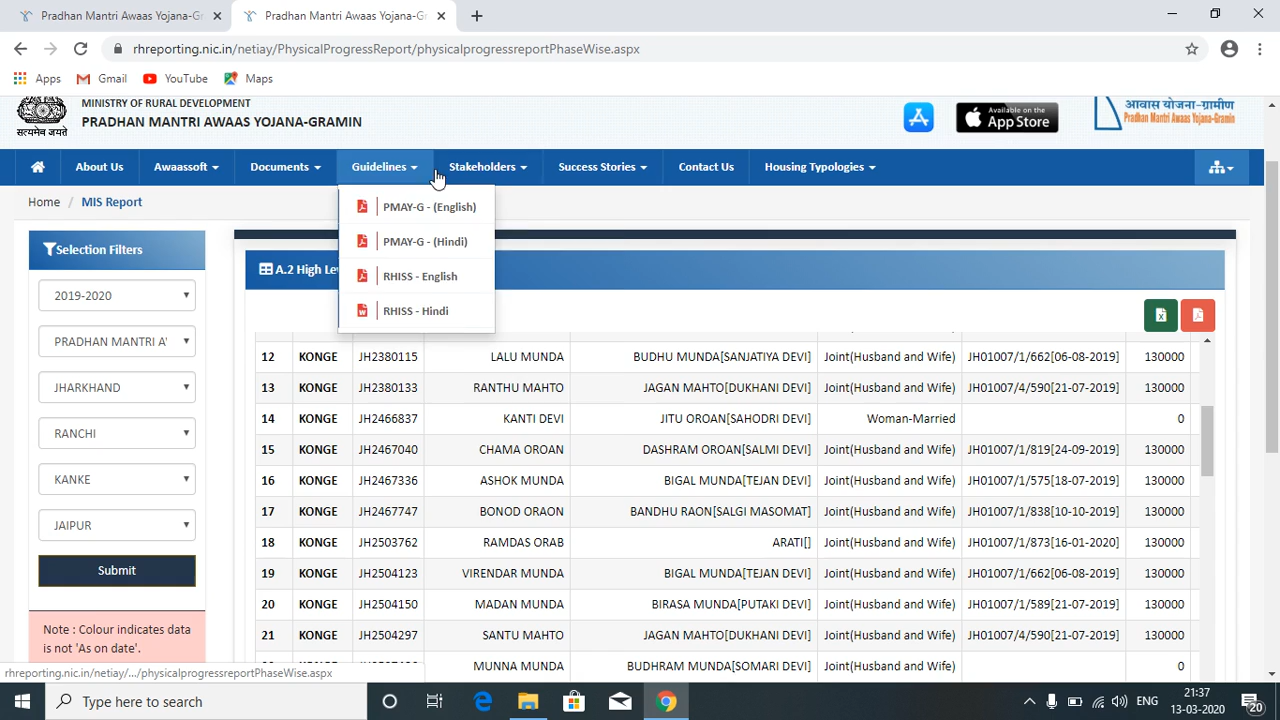 Pradhan Mantri Awaas Yojana-G
Pradhan Mantri Awaas Yojana-G
rhreporting.nic.in/netiay/PhysicalProgressReport/physicalprogressreportPhaseWise.aspx
Apps Gmail YouTube Maps
MINISTRY OF RURAL DEVELOPMENT
PRADHAN MANTRI AWAAS YOJANA-GRAMIN
सत्यमेव जयते
Available on the
App Store
आवास योजना-ग्रामीण
Pradhan Mantri Awaas Yojana-Gramin
About Us Awaassoft Documents Guidelines Stakeholders Success Stories Contact Us Housing Typologies
PMAY-G - (English)
PMAY-G - (Hindi)
RHISS - English
RHISS - Hindi
Home / MIS Report
Selection Filters
2019-2020
PRADHAN MANTRI A
JHARKHAND
RANCHI
KANKE
JAIPUR
Submit
Note : Colour indicates data
is not 'As on date'.
A.2 High Le
12 KONGE JH2380115 LALU MUNDA BUDHU MUNDA[SANJATIYA DEVI] Joint(Husband and Wife) JH01007/1/662[06-08-2019] 130000
13 KONGE JH2380133 RANTHU MAHTO JAGAN MAHTO[DUKHANI DEVI] Joint(Husband and Wife) JH01007/4/590[21-07-2019] 130000
14 KONGE JH2466837 KANTI DEVI JITU OROAN[SAHODRI DEVI] Woman-Married 0
15 KONGE JH2467040 CHAMA OROAN DASHRAM OROAN[SALMI DEVI] Joint(Husband and Wife) JH01007/1/819[24-09-2019] 130000
16 KONGE JH2467336 ASHOK MUNDA BIGAL MUNDA[TEJAN DEVI] Joint(Husband and Wife) JH01007/1/575[18-07-2019] 130000
17 KONGE JH2467747 BONOD ORAON BANDHU RAON[SALGI MASOMAT] Joint(Husband and Wife) JH01007/1/838[10-10-2019] 130000
18 KONGE JH2503762 RAMDAS ORAB ARATI[] Joint(Husband and Wife) JH01007/1/873[16-01-2020] 130000
19 KONGE JH2504123 VIRENDAR MUNDA BIGAL MUNDA[TEJAN DEVI] Joint(Husband and Wife) JH01007/1/662[06-08-2019] 130000
20 KONGE JH2504150 MADAN MUNDA BIRASA MUNDA[PUTAKI DEVI] Joint(Husband and Wife) JH01007/1/589[21-07-2019] 130000
21 KONGE JH2504297 SANTU MAHTO JAGAN MAHTO[DUKHANI DEVI] Joint(Husband and Wife) JH01007/4/590[21-07-2019] 130000
MUNNA MUNDA BUDHRAM MUNDA[SOMARI DEVI] Joint(Husband and Wife) 0
rhreporting.nic.in/netiay/.../physicalprogressreportPhaseWise.aspx
Type here to search
ENG
21:37
13-03-2020
20